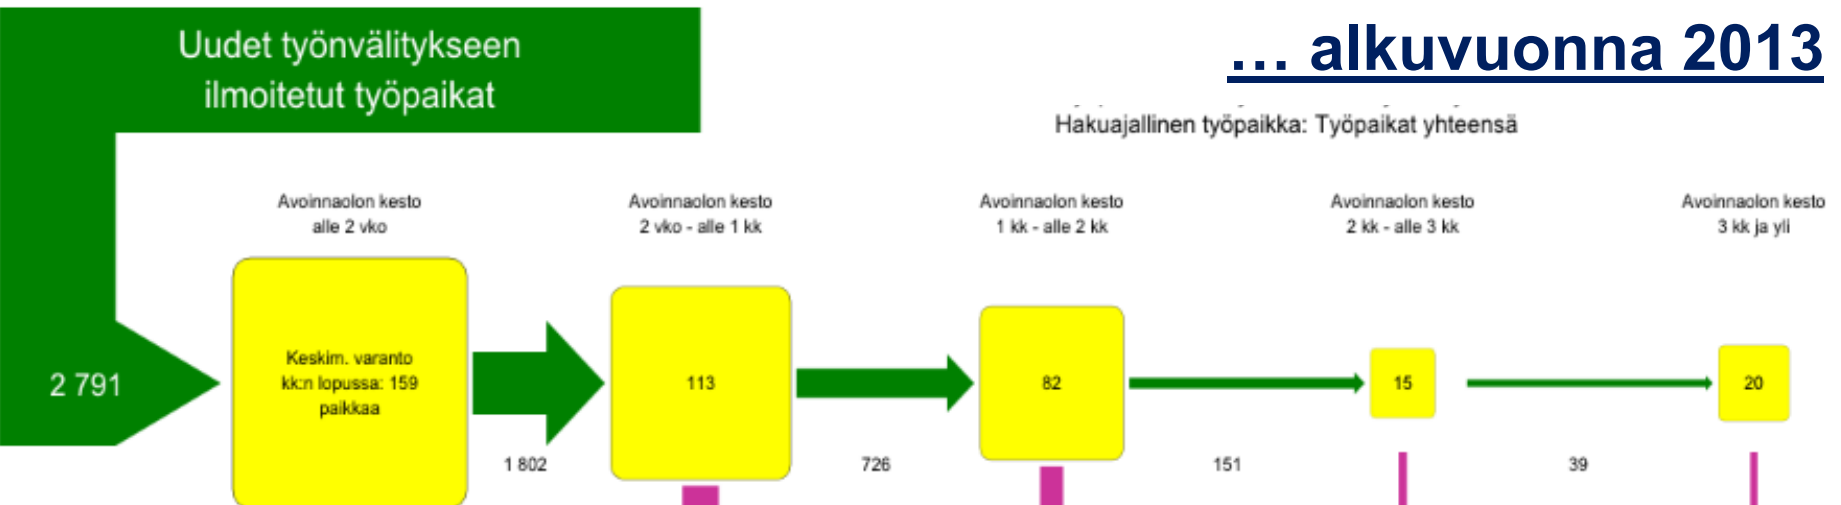 Uudet työnvälitykseen
ilmoitetut työpaikat
... alkuvuonna 2013
Hakuajallinen työpaikka: Työpaikat yhteensä
Avoinnaolon kesto
alle 2 vko
Avoinnaolon kesto
2 vko - alle 1 kk
Avoinnaolon kesto
1 kk - alle 2 kk
Avoinnaolon kesto
2 kk - alle 3 kk
Avoinnaolon kesto
3 kk ja yli
2 791
Keskim. varanto
kk:n lopussa: 159
paikkaa
113
82
15
20
1 802
726
151
39